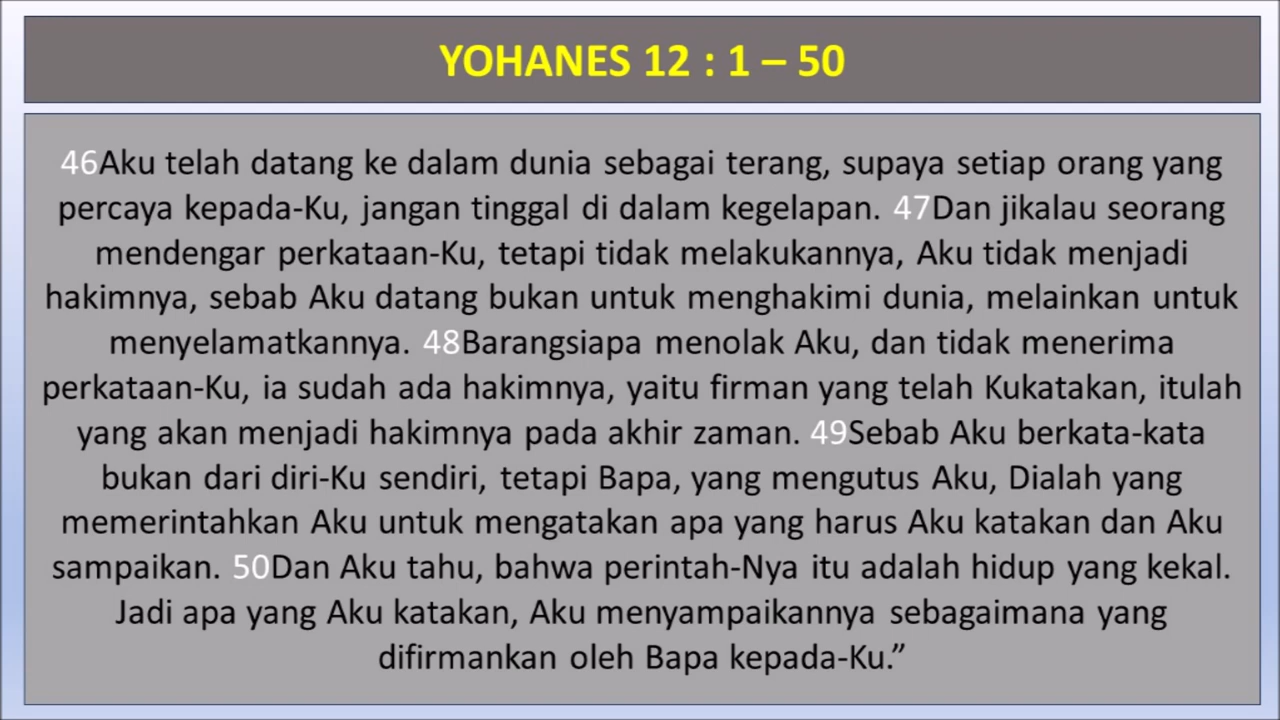 YOHANES 12 : 1 – 50
46Aku telah datang ke dalam dunia sebagai terang, supaya setiap orang yang
percaya kepada-Ku, jangan tinggal di dalam kegelapan. 47Dan jikalau seorang
mendengar perkataan-Ku, tetapi tidak melakukannya, Aku tidak menjadi
hakimnya, sebab Aku datang bukan untuk menghakimi dunia, melainkan untuk
menyelamatkannya. 48Barangsiapa menolak Aku, dan tidak menerima
perkataan-Ku, ia sudah ada hakimnya, yaitu firman yang telah Kukatakan, itulah
yang akan menjadi hakimnya pada akhir zaman. 49Sebab Aku berkata-kata
bukan dari diri-Ku sendiri, tetapi Bapa, yang mengutus Aku, Dialah yang
memerintahkan Aku untuk mengatakan apa yang harus Aku katakan dan Aku
sampaikan. 50Dan Aku tahu, bahwa perintah-Nya itu adalah hidup yang kekal.
Jadi apa yang Aku katakan, Aku menyampaikannya sebagaimana yang
difirmankan oleh Bapa kepada-Ku.”